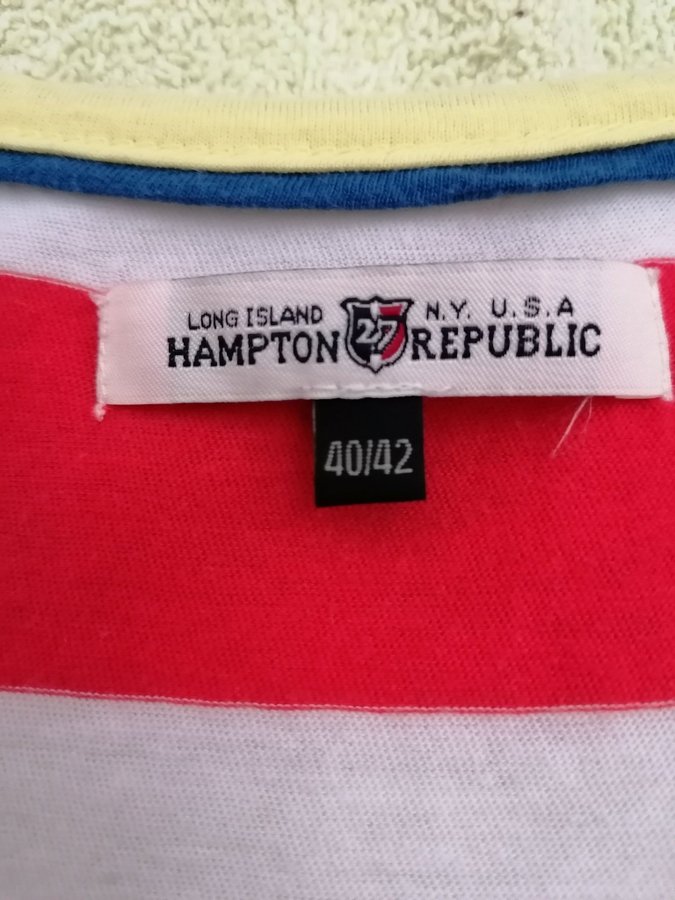 LONG ISLAND 27 N.Y. U.S.A
HAMPTON REPUBLIC
40/42